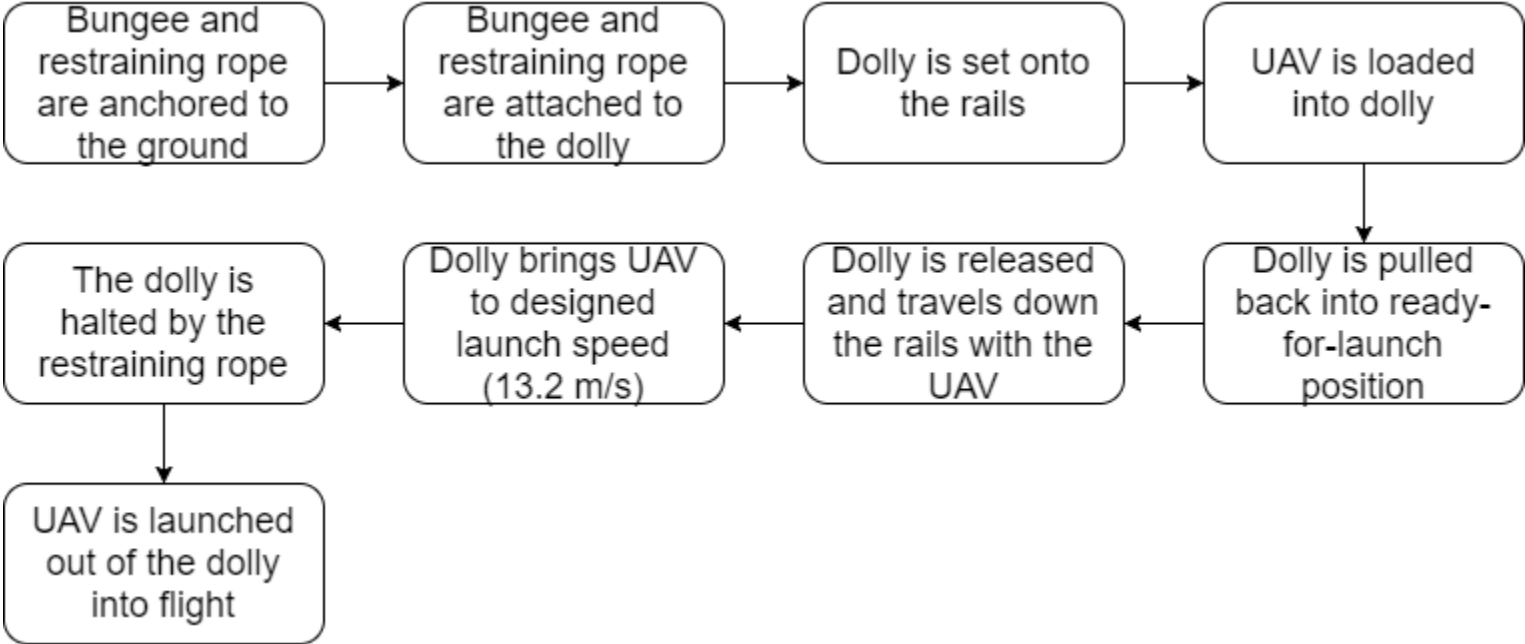 Bungee and
restraining rope
are anchored to
the ground
Bungee and
restraining rope
are attached to
the dolly
Dolly is set onto
the rails
UAV is loaded
into dolly
Dolly is pulled
back into ready-
for-launch
position
Dolly is released
and travels down
the rails with the
UAV
Dolly brings UAV
to designed
launch speed
(13.2 m/s)
The dolly is
halted by the
restraining rope
UAV is launched
out of the dolly
into flight